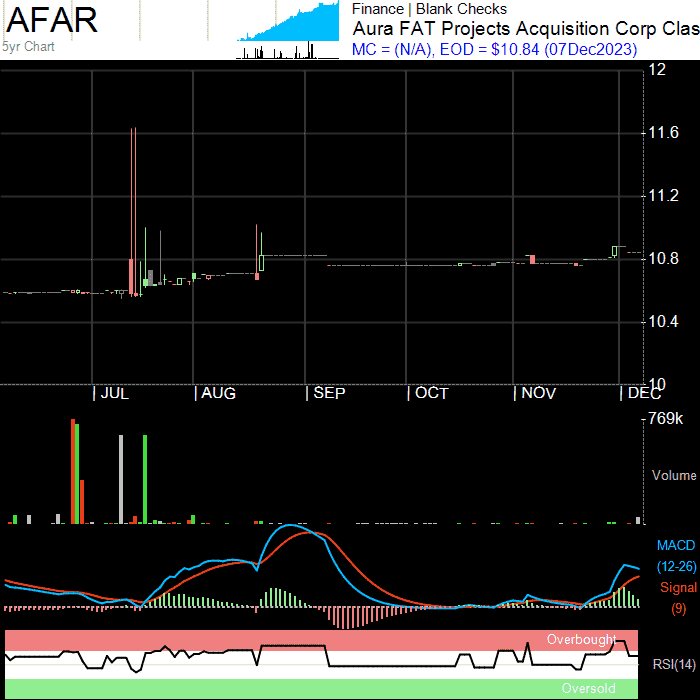 AFAR
5yr Chart
Finance | Blank Checks
Aura FAT Projects Acquisition Corp Clas
MC = (N/A), EOD = $10.84 (07Dec2023)
12
11.6
11.2
10.8
10.4
10
| JUL | AUG | SEP | OCT | NOV | DEC
769k
Volume
MACD
(12-26)
Signal
(9)
Overbought
RSI(14)
Oversold